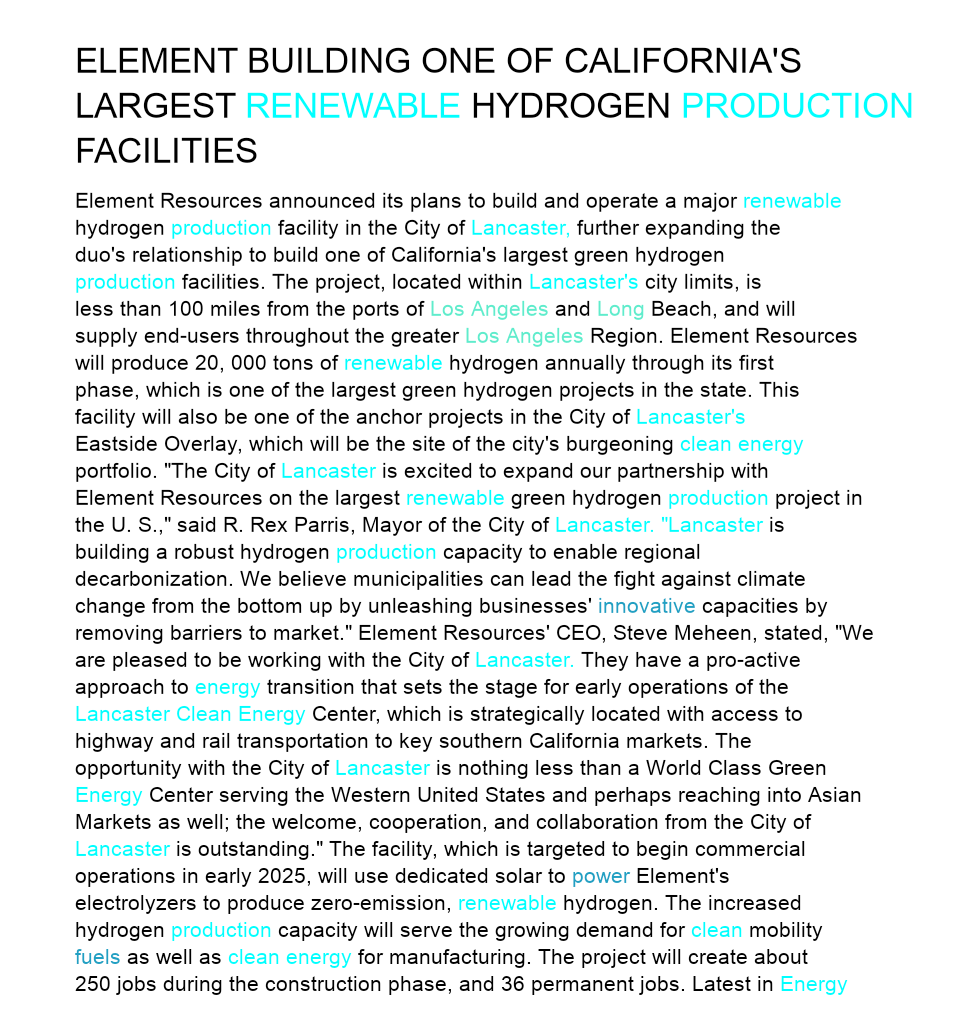 ELEMENT BUILDING ONE OF CALIFORNIA'S
LARGEST RENEWABLE HYDROGEN PRODUCTION
FACILITIES
Element Resources announced its plans to build and operate a major renewable
hydrogen production facility in the City of Lancaster, further expanding the
duo's relationship to build one of California's largest green hydrogen
production facilities. The project, located within Lancaster's city limits, is
less than 100 miles from the ports of Los Angeles and Long Beach, and will
supply end-users throughout the greater Los Angeles Region. Element Resources
will produce 20, 000 tons of renewable hydrogen annually through its first
phase, which is one of the largest green hydrogen projects in the state. This
facility will also be one of the anchor projects in the City of Lancaster's
Eastside Overlay, which will be the site of the city's burgeoning clean energy
portfolio. "The City of Lancaster is excited to expand our partnership with
Element Resources on the largest renewable green hydrogen production project in
the U. S.," said R. Rex Parris, Mayor of the City of Lancaster. "Lancaster is
building a robust hydrogen production capacity to enable regional
decarbonization. We believe municipalities can lead the fight against climate
change from the bottom up by unleashing businesses' innovative capacities by
removing barriers to market." Element Resources' CEO, Steve Meheen, stated, "We
are pleased to be working with the City of Lancaster. They have a pro-active
approach to energy transition that sets the stage for early operations of the
Lancaster Clean Energy Center, which is strategically located with access to
highway and rail transportation to key southern California markets. The
opportunity with the City of Lancaster is nothing less than a World Class Green
Energy Center serving the Western United States and perhaps reaching into Asian
Markets as well; the welcome, cooperation, and collaboration from the City of
Lancaster is outstanding." The facility, which is targeted to begin commercial
operations in early 2025, will use dedicated solar to power Element's
electrolyzers to produce zero-emission, renewable hydrogen. The increased
hydrogen production capacity will serve the growing demand for clean mobility
fuels as well as clean energy for manufacturing. The project will create about
250 jobs during the construction phase, and 36 permanent jobs. Latest in Energy